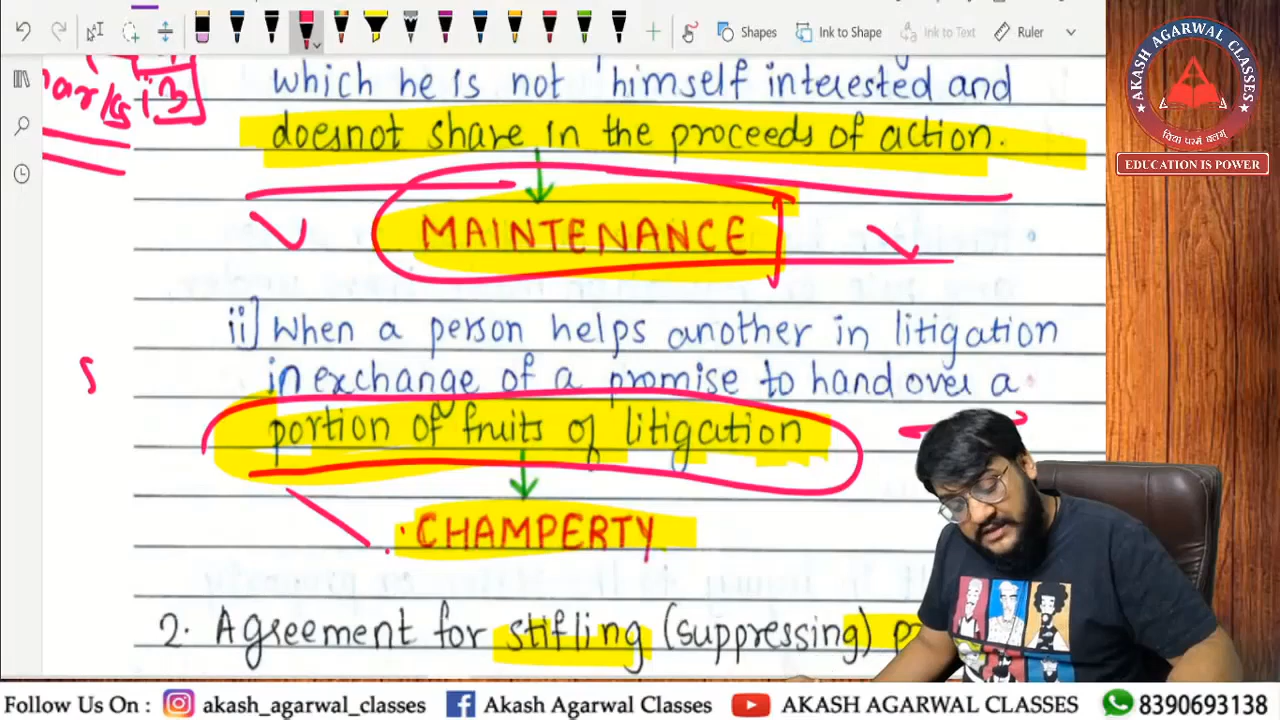 Shapes Ink to Shape Ink to Text Ruler
AKASH AGARWAL CLASSES
विद्या परमं बलम्
EDUCATION IS POWER
which he is not himself interested and
doesnot share in the proceeds of action.
MAINTENANCE
ii] When a person helps another in litigation
in exchange of a promise to hand over a
portion of fruits of litigation
CHAMPERTY
2. Agreement for stifling (suppressing)
Follow Us On : akash_agarwal_classes Akash Agarwal Classes AKASH AGARWAL CLASSES 8390693138